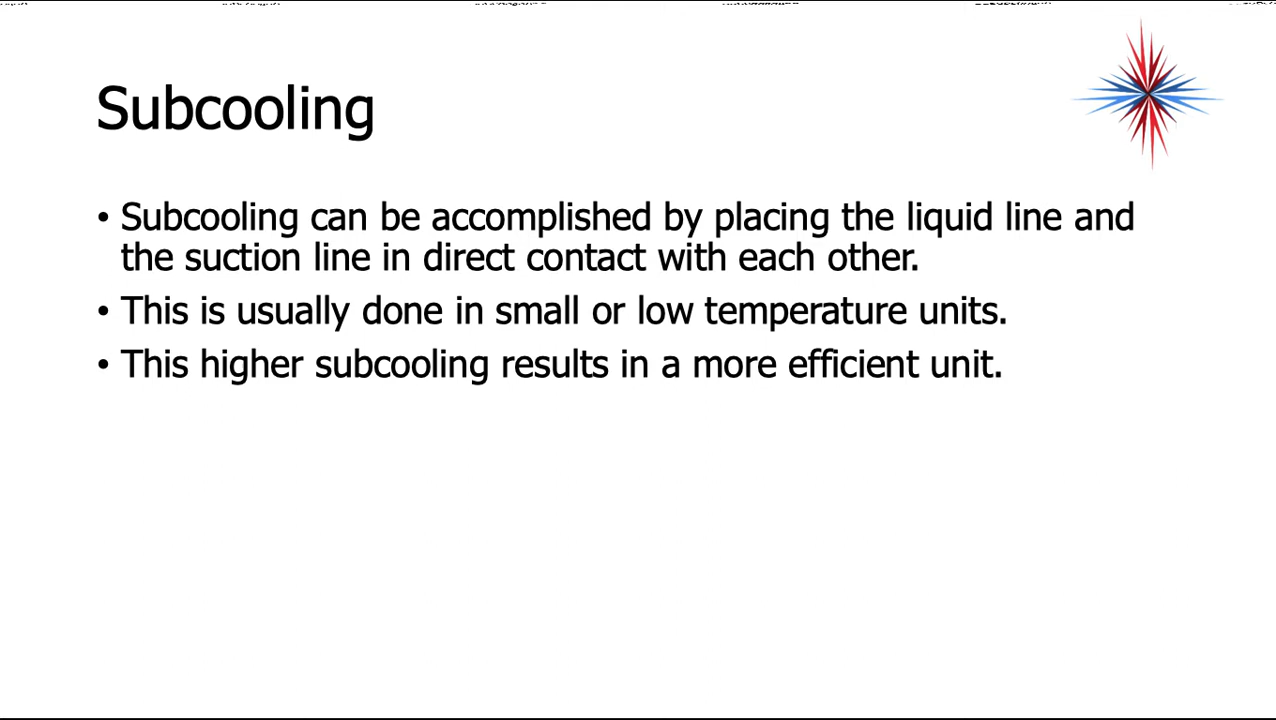 Subcooling
• Subcooling can be accomplished by placing the liquid line and
the suction line in direct contact with each other.
• This is usually done in small or low temperature units.
• This higher subcooling results in a more efficient unit.